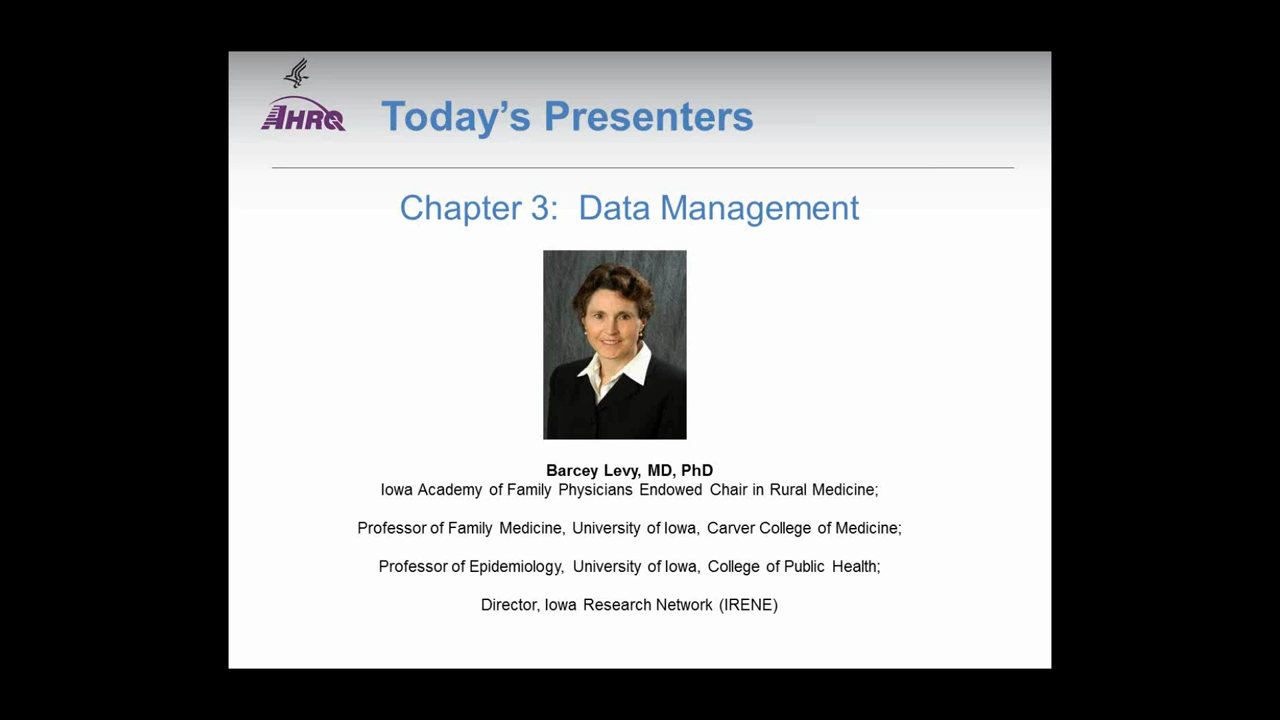 AHRQ
Today's Presenters
Chapter 3: Data Management
Barcey Levy, MD, PhD
Iowa Academy of Family Physicians Endowed Chair in Rural Medicine;
Professor of Family Medicine, University of Iowa, Carver College of Medicine;
Professor of Epidemiology, University of Iowa, College of Public Health;
Director, Iowa Research Network (IRENE)